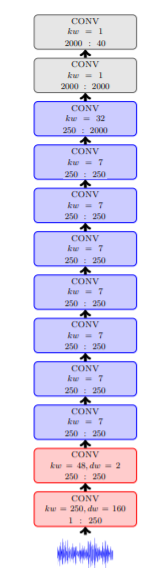 CONV
kw = 1
2000 : 40
CONV
kw = 1
2000 : 2000
CONV
kw = 32
250 : 2000
CONV
kw = 7
250 : 250
CONV
kw = 7
250 : 250
CONV
kw = 7
250 : 250
CONV
kw = 7
250 : 250
CONV
kw = 7
250 : 250
CONV
kw = 7
250 : 250
CONV
kw = 7
250 : 250
CONV
kw = 48, dw = 2
250 : 250
CONV
kw = 250, dw = 160
1 : 250